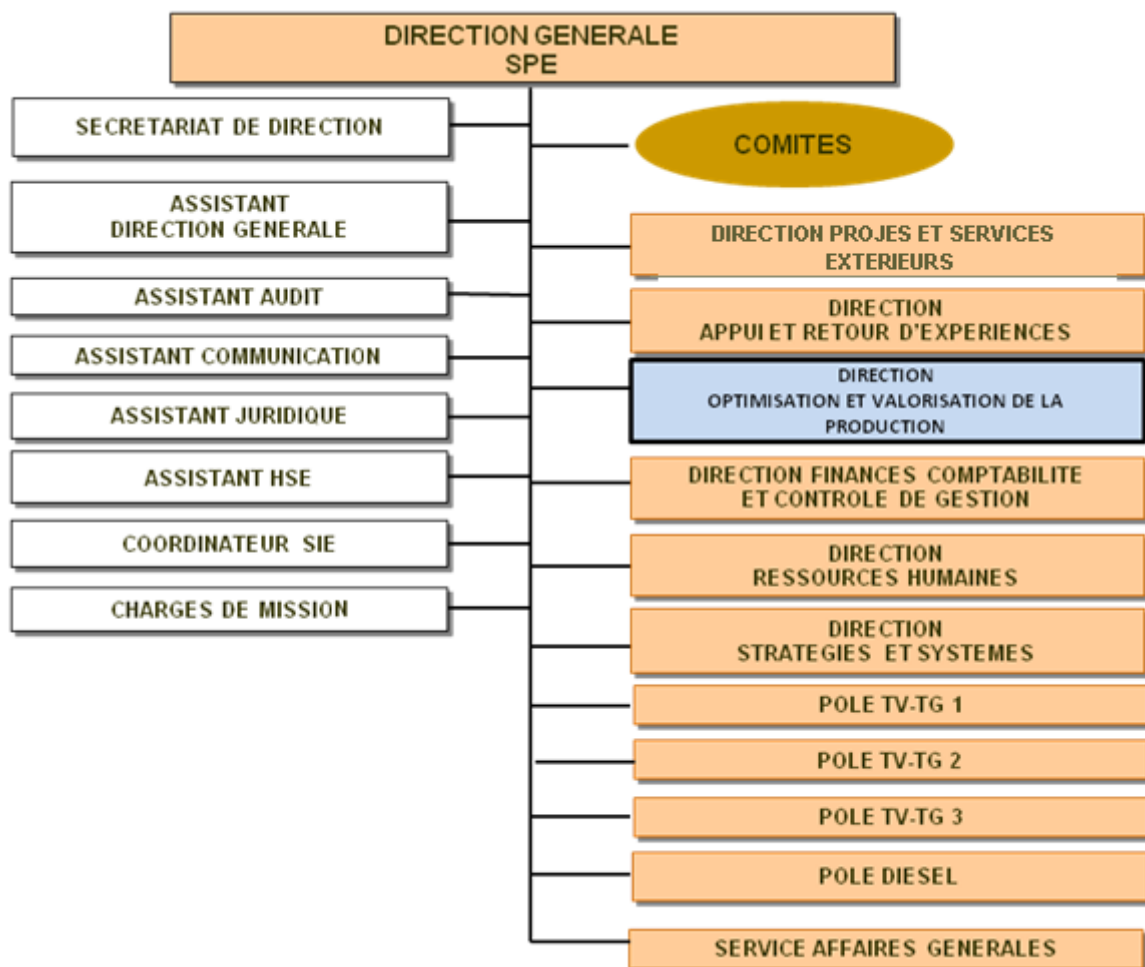 DIRECTION GENERALE
SPE
SECRETARIAT DE DIRECTION
ASSISTANT
DIRECTION GENERALE
ASSISTANT AUDIT
ASSISTANT COMMUNICATION
ASSISTANT JURIDIQUE
ASSISTANT HSE
COORDINATEUR SIE
CHARGES DE MISSION
COMITES
DIRECTION PROJES ET SERVICES
EXTERIEURS
DIRECTION
APPUI ET RETOUR D'EXPERIENCES
DIRECTION
OPTIMISATION ET VALORISATION DE LA
PRODUCTION
DIRECTION FINANCES COMPTABILITE
ET CONTROLE DE GESTION
DIRECTION
RESSOURCES HUMAINES
DIRECTION
STRATEGIES ET SYSTEMES
POLE TV-TG 1
POLE TV-TG 2
POLE TV-TG 3
POLE DIESEL
SERVICE AFFAIRES GENERALES